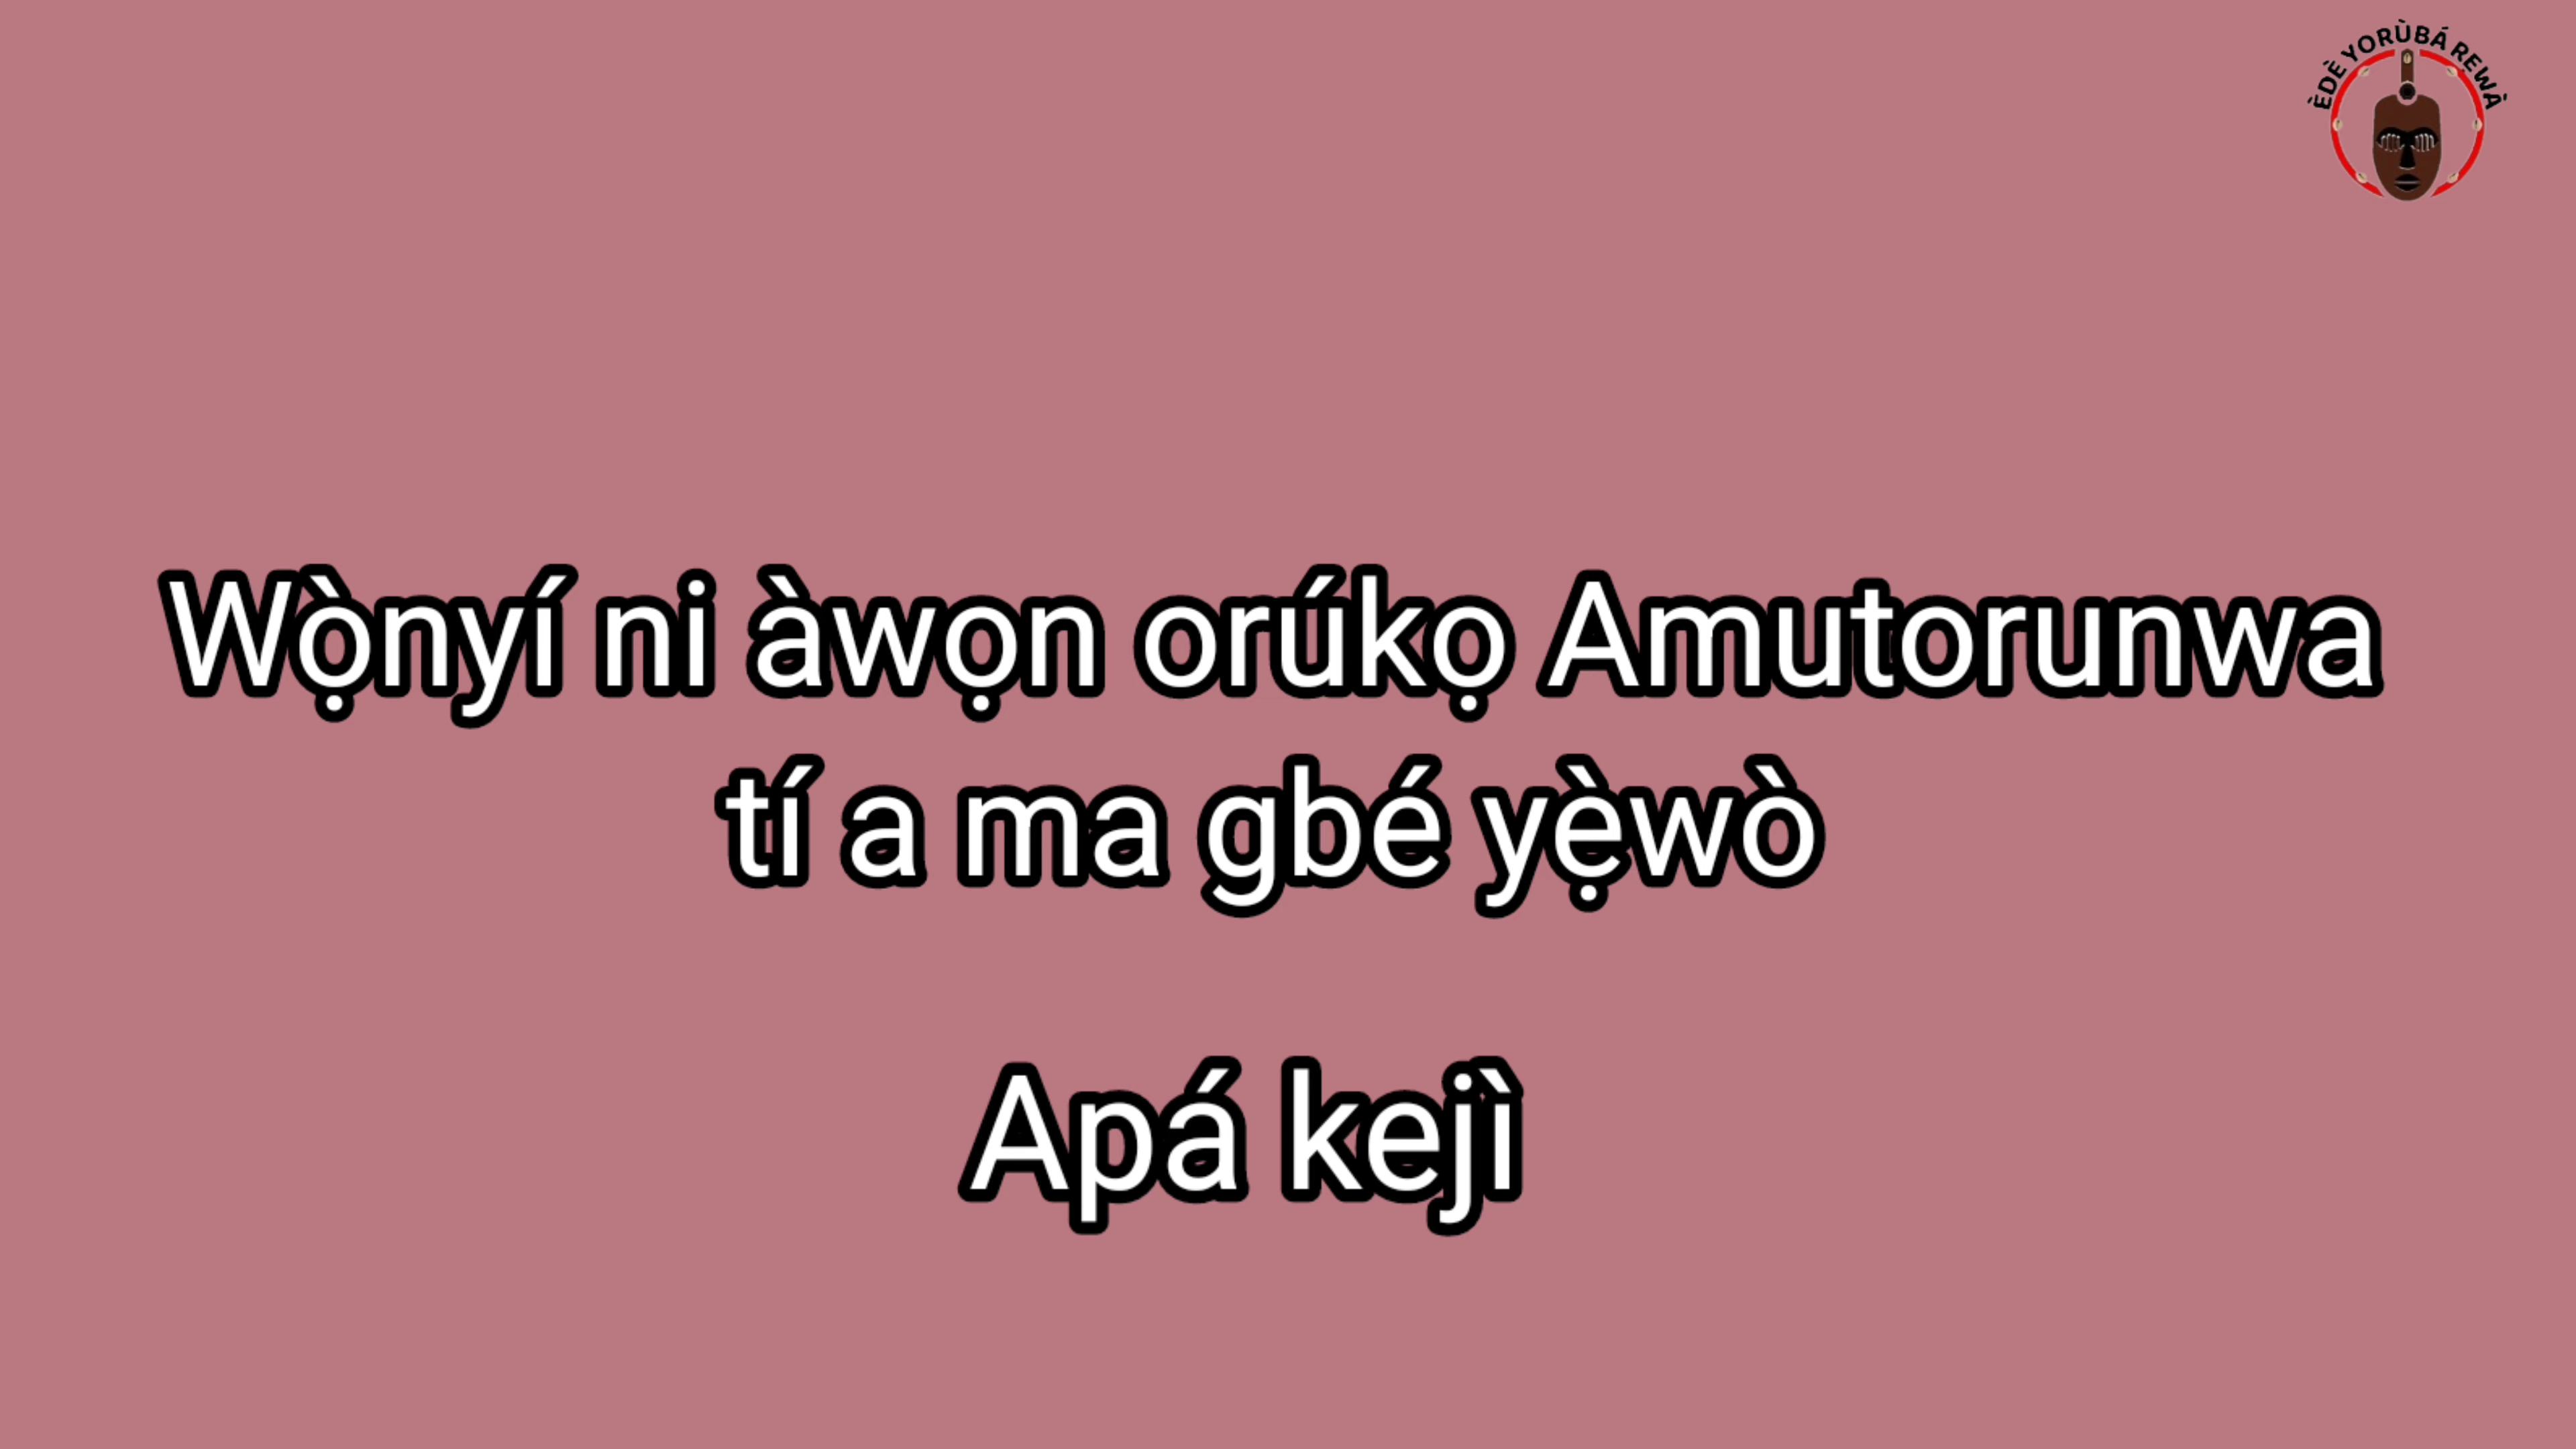 ÈDÈ YORÙBÁ REWÀ
Wọ̀nyí ni àwọn orúkọ Amutorunwa
tí a ma gbé yẹ̀wò
Apá kejì